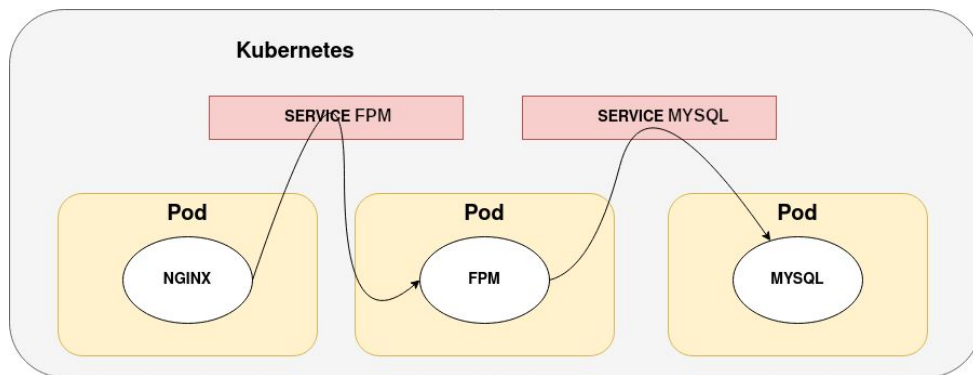 Kubernetes
SERVICE FPM
SERVICE MYSQL
Pod
Pod
Pod
NGINX
FPM
MYSQL